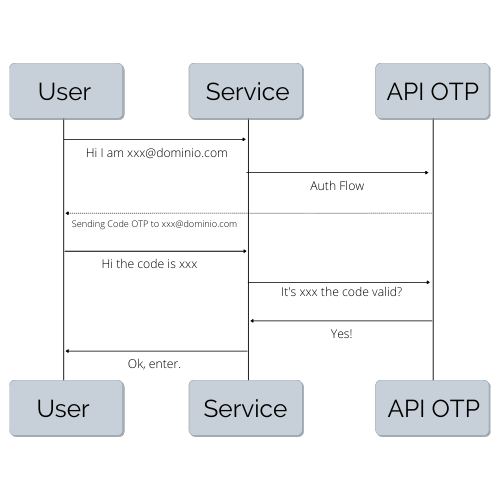 User
Service
API OTP
Hi I am xxx@dominio.com
Auth Flow
Sending Code OTP to xxx@dominio.com
Hi the code is xxx
It's xxx the code valid?
Yes!
Ok, enter.
User
Service
API OTP